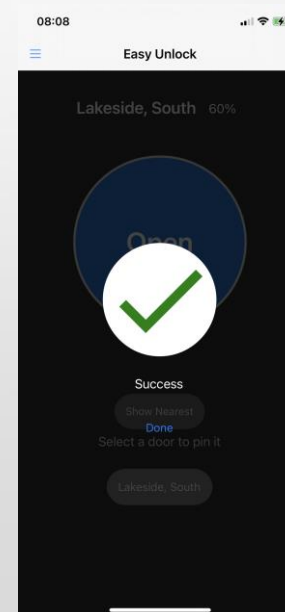 08:08
Easy Unlock
Lakeside, South 60%
Open
Success
Show Nearest
Done
Select a door to pin it
Lakeside, South